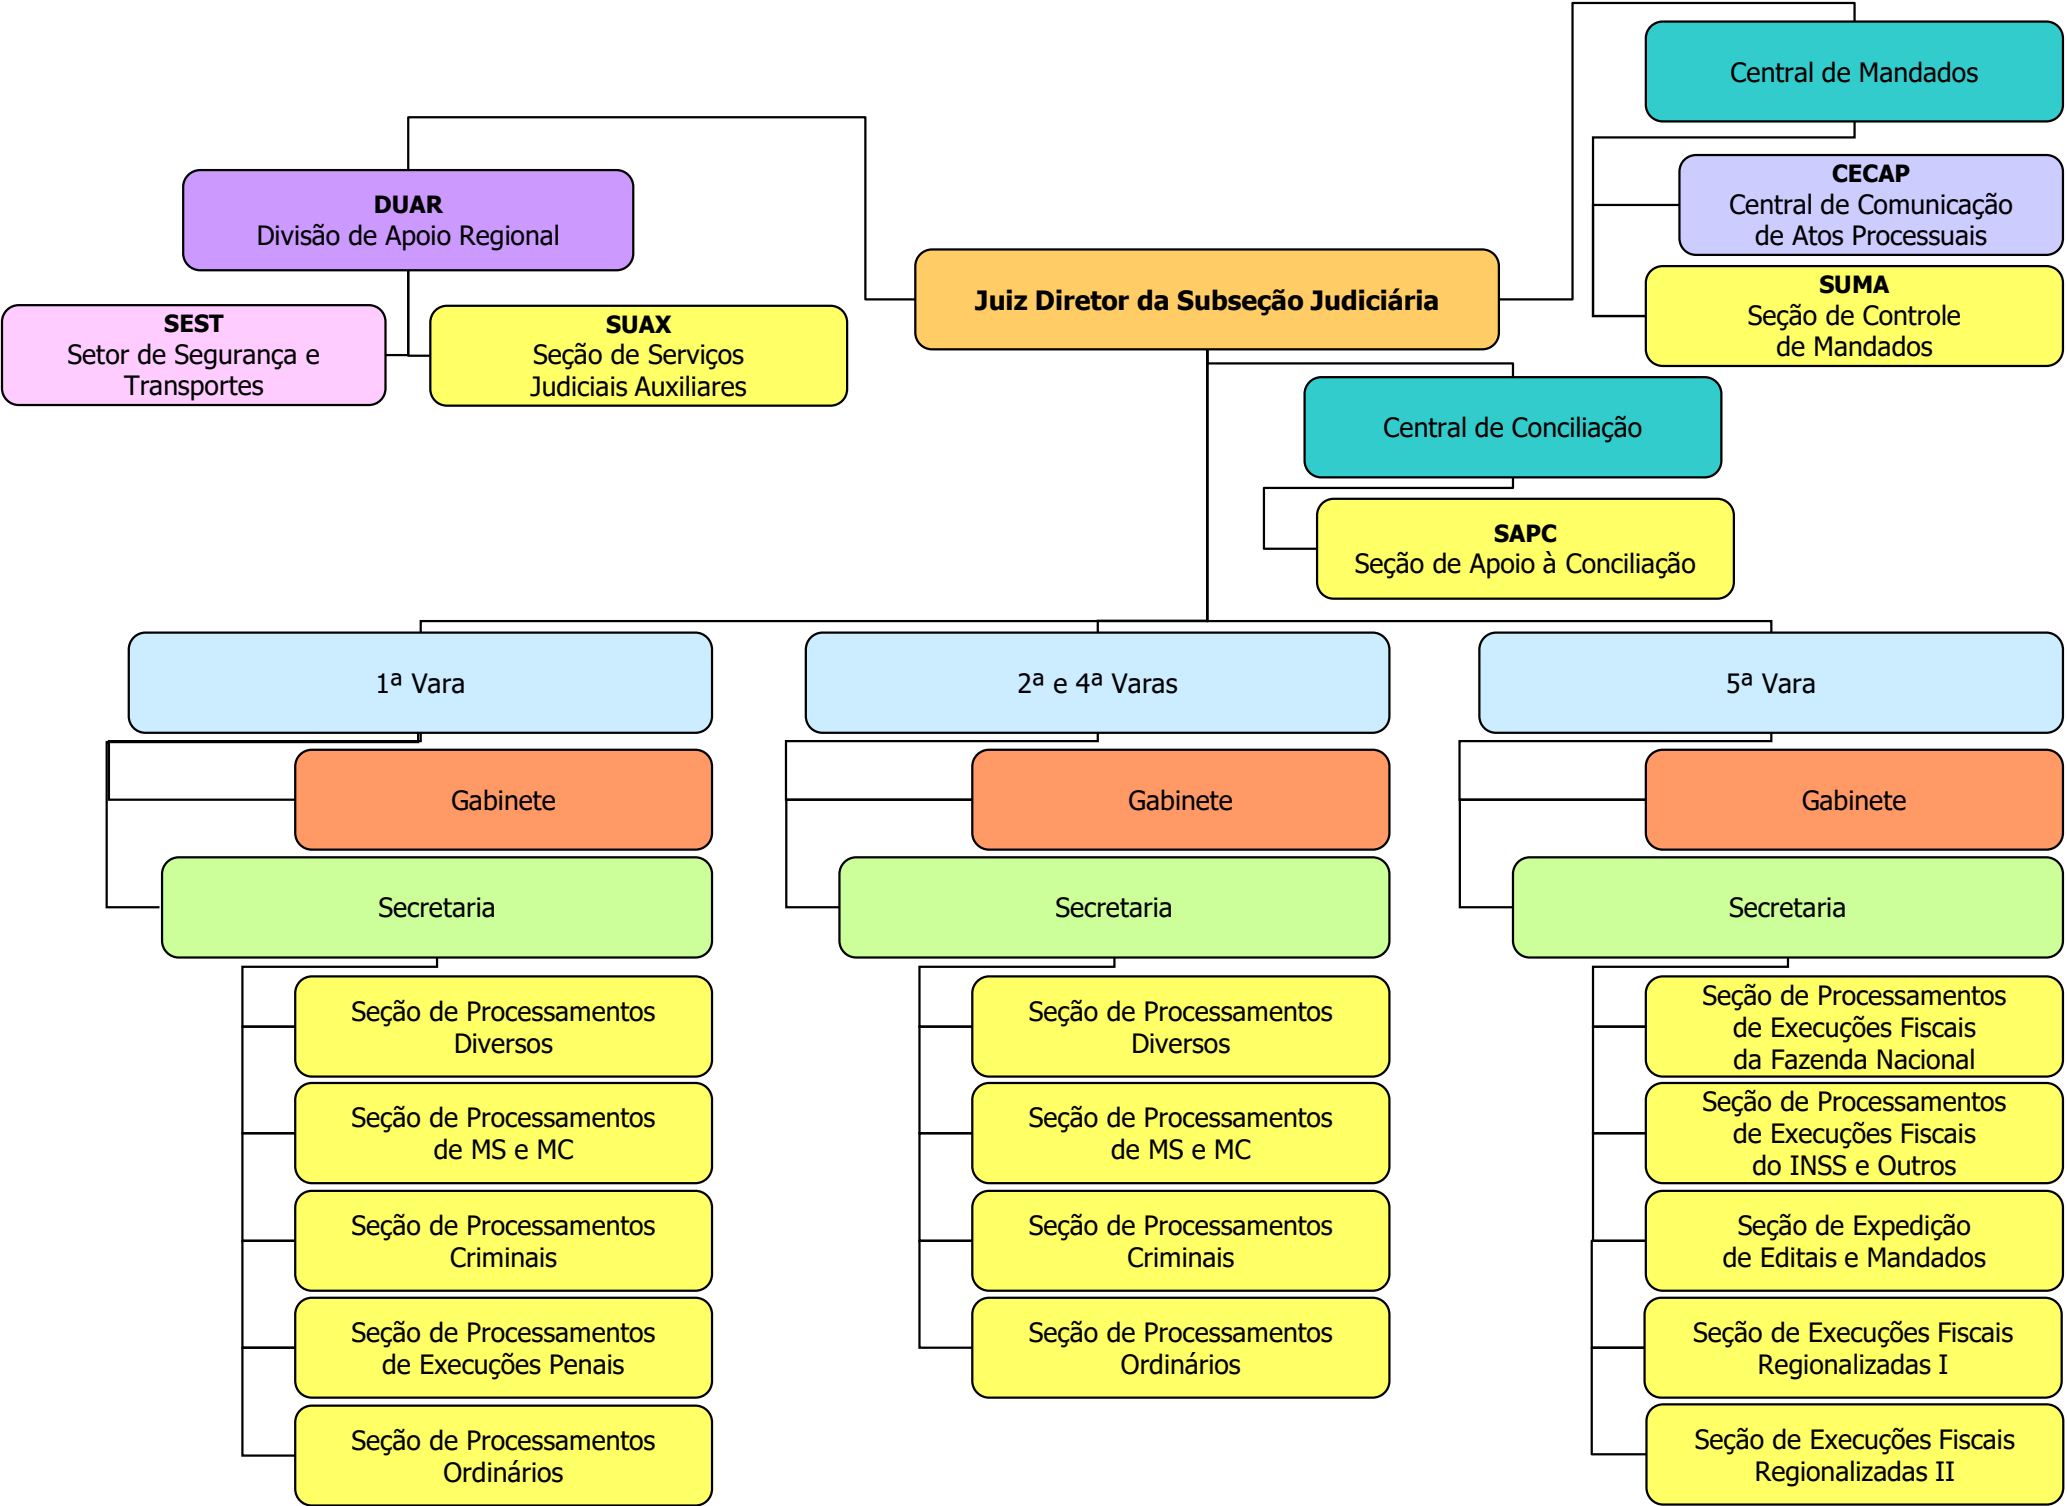 Central de Mandados
CECAP
Central de Comunicação
de Atos Processuais
SUMA
Seção de Controle
de Mandados
DUAR
Divisão de Apoio Regional
SEST
Setor de Segurança e
Transportes
SUAX
Seção de Serviços
Judiciais Auxiliares
Juiz Diretor da Subseção Judiciária
Central de Conciliação
SAPC
Seção de Apoio à Conciliação
1ª Vara
Gabinete
Secretaria
Seção de Processamentos
Diversos
Seção de Processamentos
de MS e MC
Seção de Processamentos
Criminais
Seção de Processamentos
de Execuções Penais
Seção de Processamentos
Ordinários
2ª e 4ª Varas
Gabinete
Secretaria
Seção de Processamentos
Diversos
Seção de Processamentos
de MS e MC
Seção de Processamentos
Criminais
Seção de Processamentos
Ordinários
5ª Vara
Gabinete
Secretaria
Seção de Processamentos
de Execuções Fiscais
da Fazenda Nacional
Seção de Processamentos
de Execuções Fiscais
do INSS e Outros
Seção de Expedição
de Editais e Mandados
Seção de Execuções Fiscais
Regionalizadas I
Seção de Execuções Fiscais
Regionalizadas II